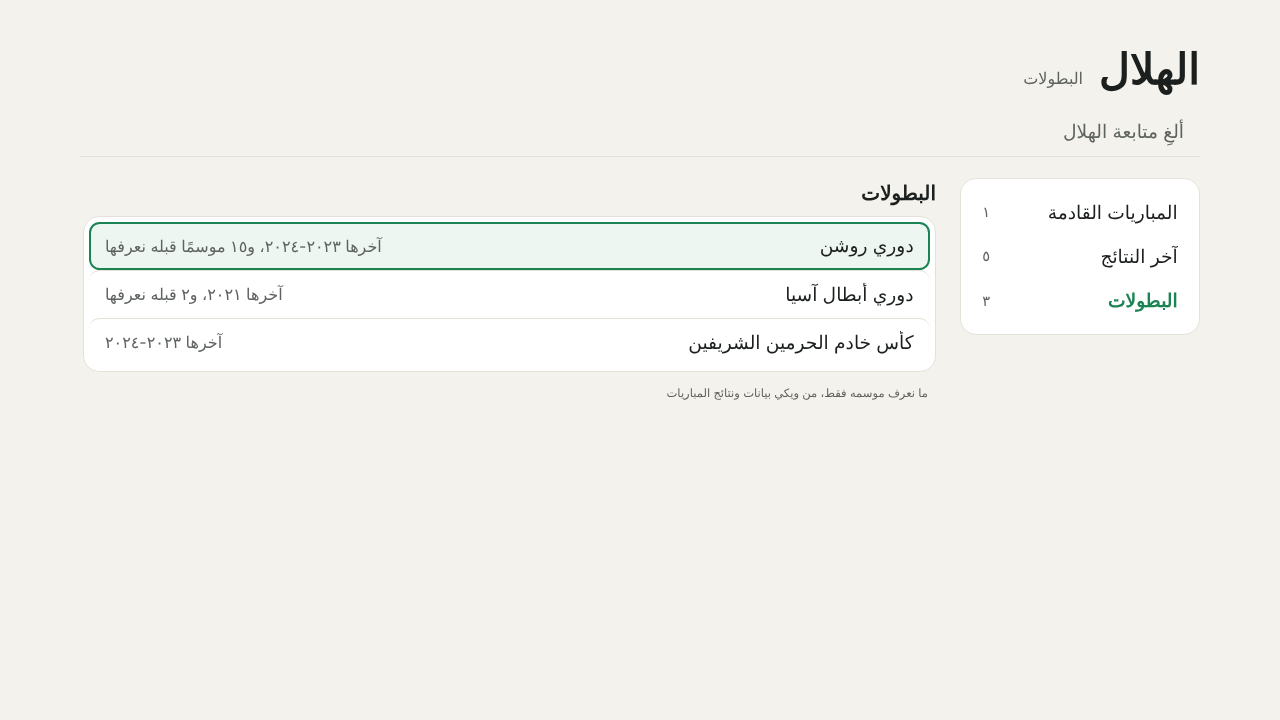 الهلال البطولات
ألغِ متابعة الهلال
المباريات القادمة ١
آخر النتائج ٥
البطولات ٣
البطولات
دوري روشن آخرها ٢٠٢٣-٢٠٢٤، و١٥ موسمًا قبله نعرفها
دوري أبطال آسيا آخرها ٢٠٢١، و٢ قبله نعرفها
كأس خادم الحرمين الشريفين آخرها ٢٠٢٣-٢٠٢٤
ما نعرف موسمه فقط، من ويكي بيانات ونتائج المباريات